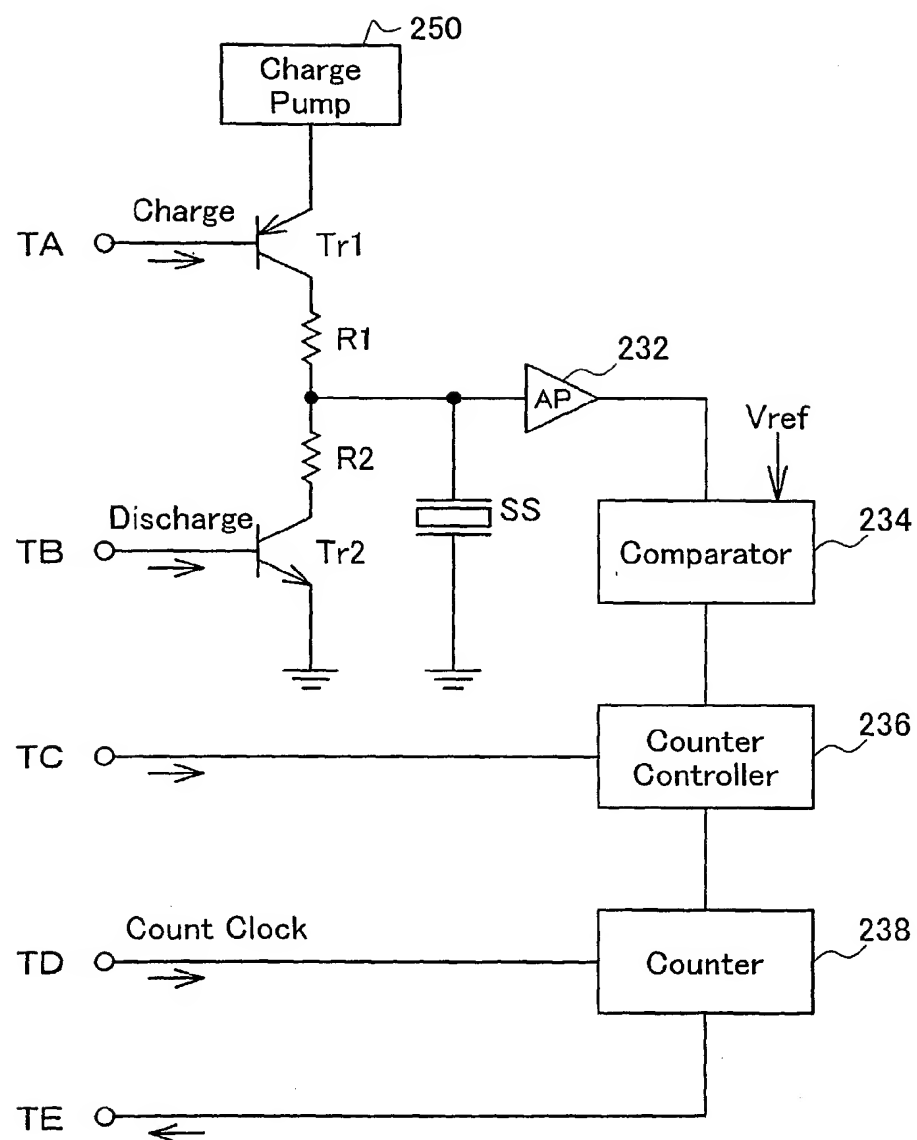 250
Charge
Pump
Charge
TA
Tr1
R1
232
AP
Vref
R2
SS
Discharge
234
TB
Tr2
Comparator
236
TC
Counter
Controller
Count Clock
238
TD
Counter
TE